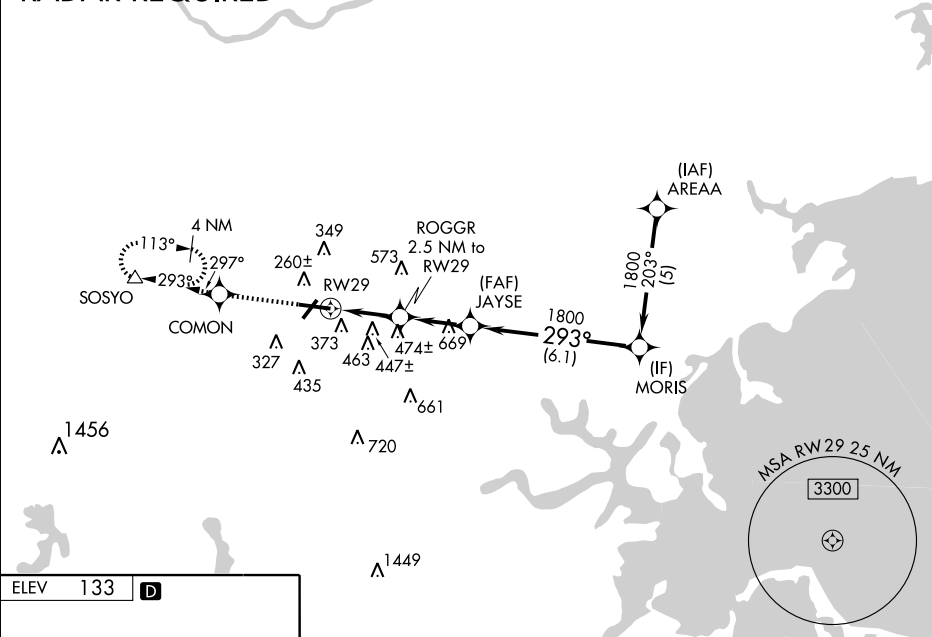 RADAR REQUIRED
(IAF)
AREAA
1800
203°
(5)
4 NM
113°
293°
297°
SOSYO
COMON
349
260±
RW29
573
ROGGR
2.5 NM to
RW29
(FAF)
JAYSE
1800
293°
(6.1)
(IF)
MORIS
327
373
463
447±
474±
669
435
661
720
1456
1449
MSA RW29 25 NM
3300
ELEV 133 D